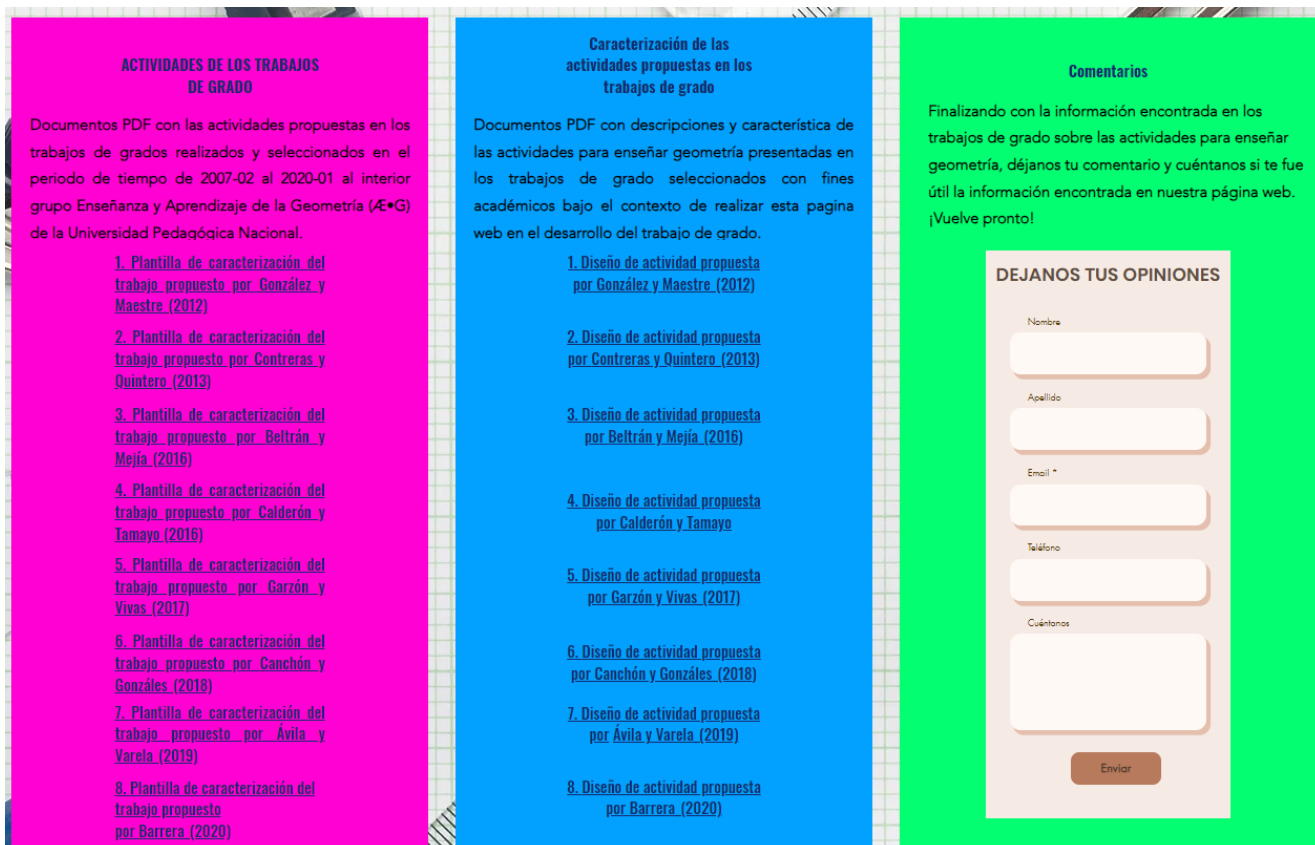 ACTIVIDADES DE LOS TRABAJOS
DE GRADO
Documentos PDF con las actividades propuestas en los
trabajos de grados realizados y seleccionados en el
periodo de tiempo de 2007-02 al 2020-01 al interior
grupo Enseñanza y Aprendizaje de la Geometría (Æ•G)
de la Universidad Pedagógica Nacional.
1. Plantilla de caracterización del
trabajo propuesto por González y
Maestre (2012)
2. Plantilla de caracterización del
trabajo propuesto por Contreras y
Quintero (2013)
3. Plantilla de caracterización del
trabajo propuesto por Beltrán y
Mejía (2016)
4. Plantilla de caracterización del
trabajo propuesto por Calderón y
Tamayo (2016)
5. Plantilla de caracterización del
trabajo propuesto por Garzón y
Vivas (2017)
6. Plantilla de caracterización del
trabajo propuesto por Canchón y
Gonzáles (2018)
7. Plantilla de caracterización del
trabajo propuesto por Ávila y
Varela (2019)
8. Plantilla de caracterización del
trabajo propuesto
por Barrera (2020)
Caracterización de las
actividades propuestas en los
trabajos de grado
Documentos PDF con descripciones y característica de
las actividades para enseñar geometría presentadas en
los trabajos de grado seleccionados con fines
académicos bajo el contexto de realizar esta pagina
web en el desarrollo del trabajo de grado.
1. Diseño de actividad propuesta
por González y Maestre (2012)
2. Diseño de actividad propuesta
por Contreras y Quintero (2013)
3. Diseño de actividad propuesta
por Beltrán y Mejía (2016)
4. Diseño de actividad propuesta
por Calderón y Tamayo
5. Diseño de actividad propuesta
por Garzón y Vivas (2017)
6. Diseño de actividad propuesta
por Canchón y Gonzáles (2018)
7. Diseño de actividad propuesta
por Ávila y Varela (2019)
8. Diseño de actividad propuesta
por Barrera (2020)
Comentarios
Finalizando con la información encontrada en los
trabajos de grado sobre las actividades para enseñar
geometría, déjanos tu comentario y cuéntanos si te fue
útil la información encontrada en nuestra página web.
¡Vuelve pronto!
DEJANOS TUS OPINIONES
Nombre
Apellido
Email *
Teléfono
Cuéntanos
Enviar